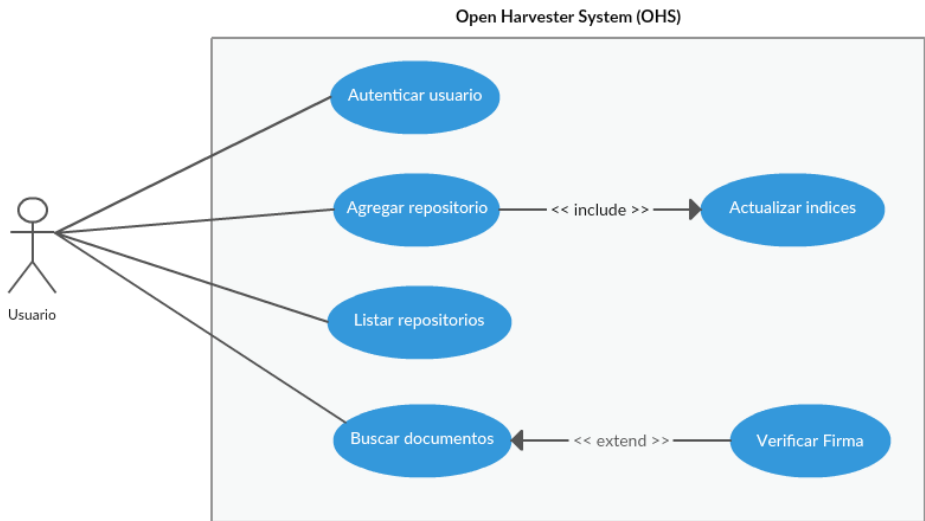 Open Harvester System (OHS)
Autenticar usuario
Agregar repositorio
<< include >>
Actualizar indices
Usuario
Listar repositorios
Buscar documentos
<< extend >>
Verificar Firma